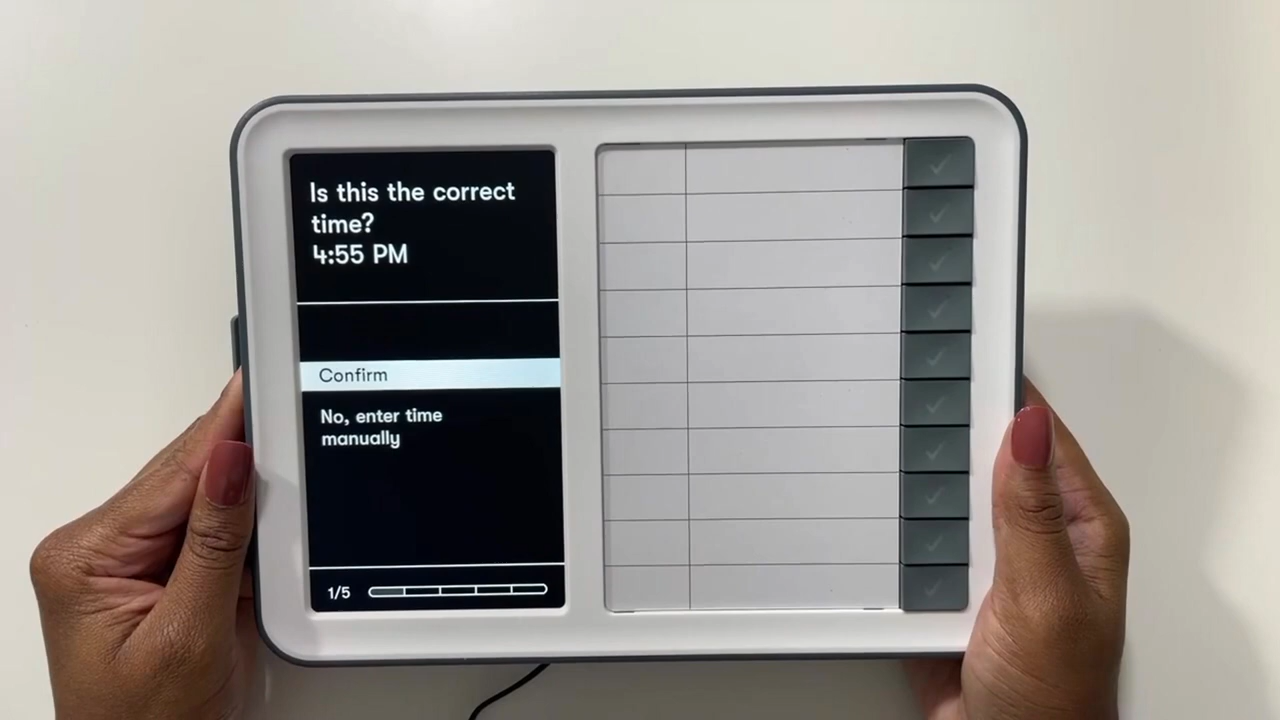 Is this the correct
time?
4:55 PM
Confirm
No, enter time
manually
1/5